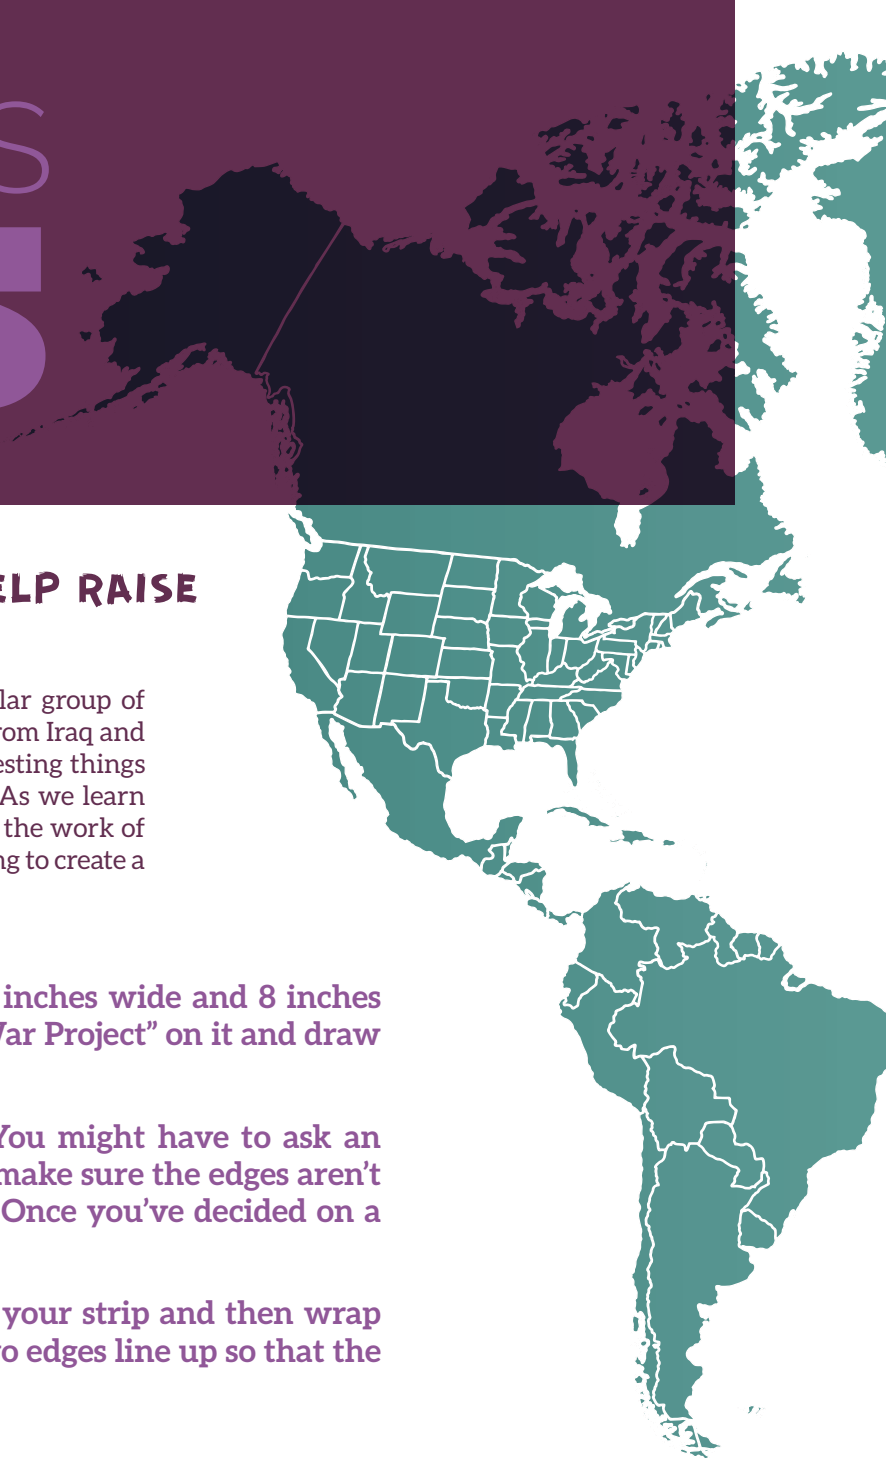 S
5
ELP RAISE
lar group of
rom Iraq and
esting things
As we learn
the work of
ng to create a
inches wide and 8 inches
Var Project” on it and draw
You might have to ask an
make sure the edges aren’t
Once you’ve decided on a
your strip and then wrap
o edges line up so that the